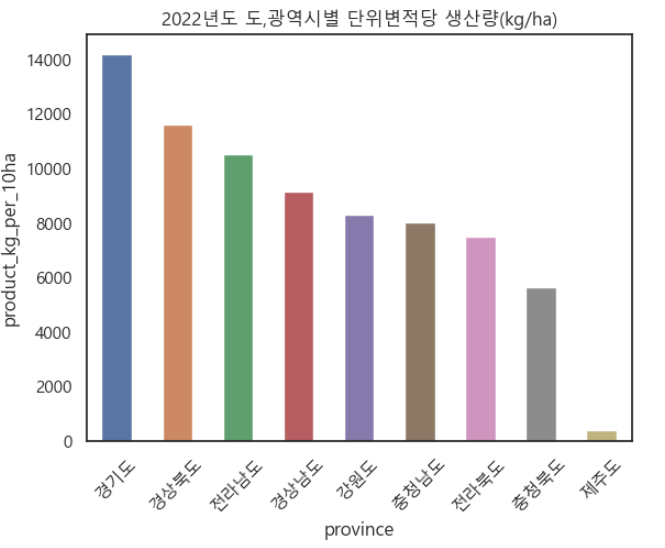 2022년도 도,광역시별 단위변적당 생산량(kg/ha)
product_kg_per_10ha
14000
12000
10000
8000
6000
4000
2000
0
경기도
경상북도
전라남도
경상남도
강원도
충청남도
전라북도
충청북도
제주도
province